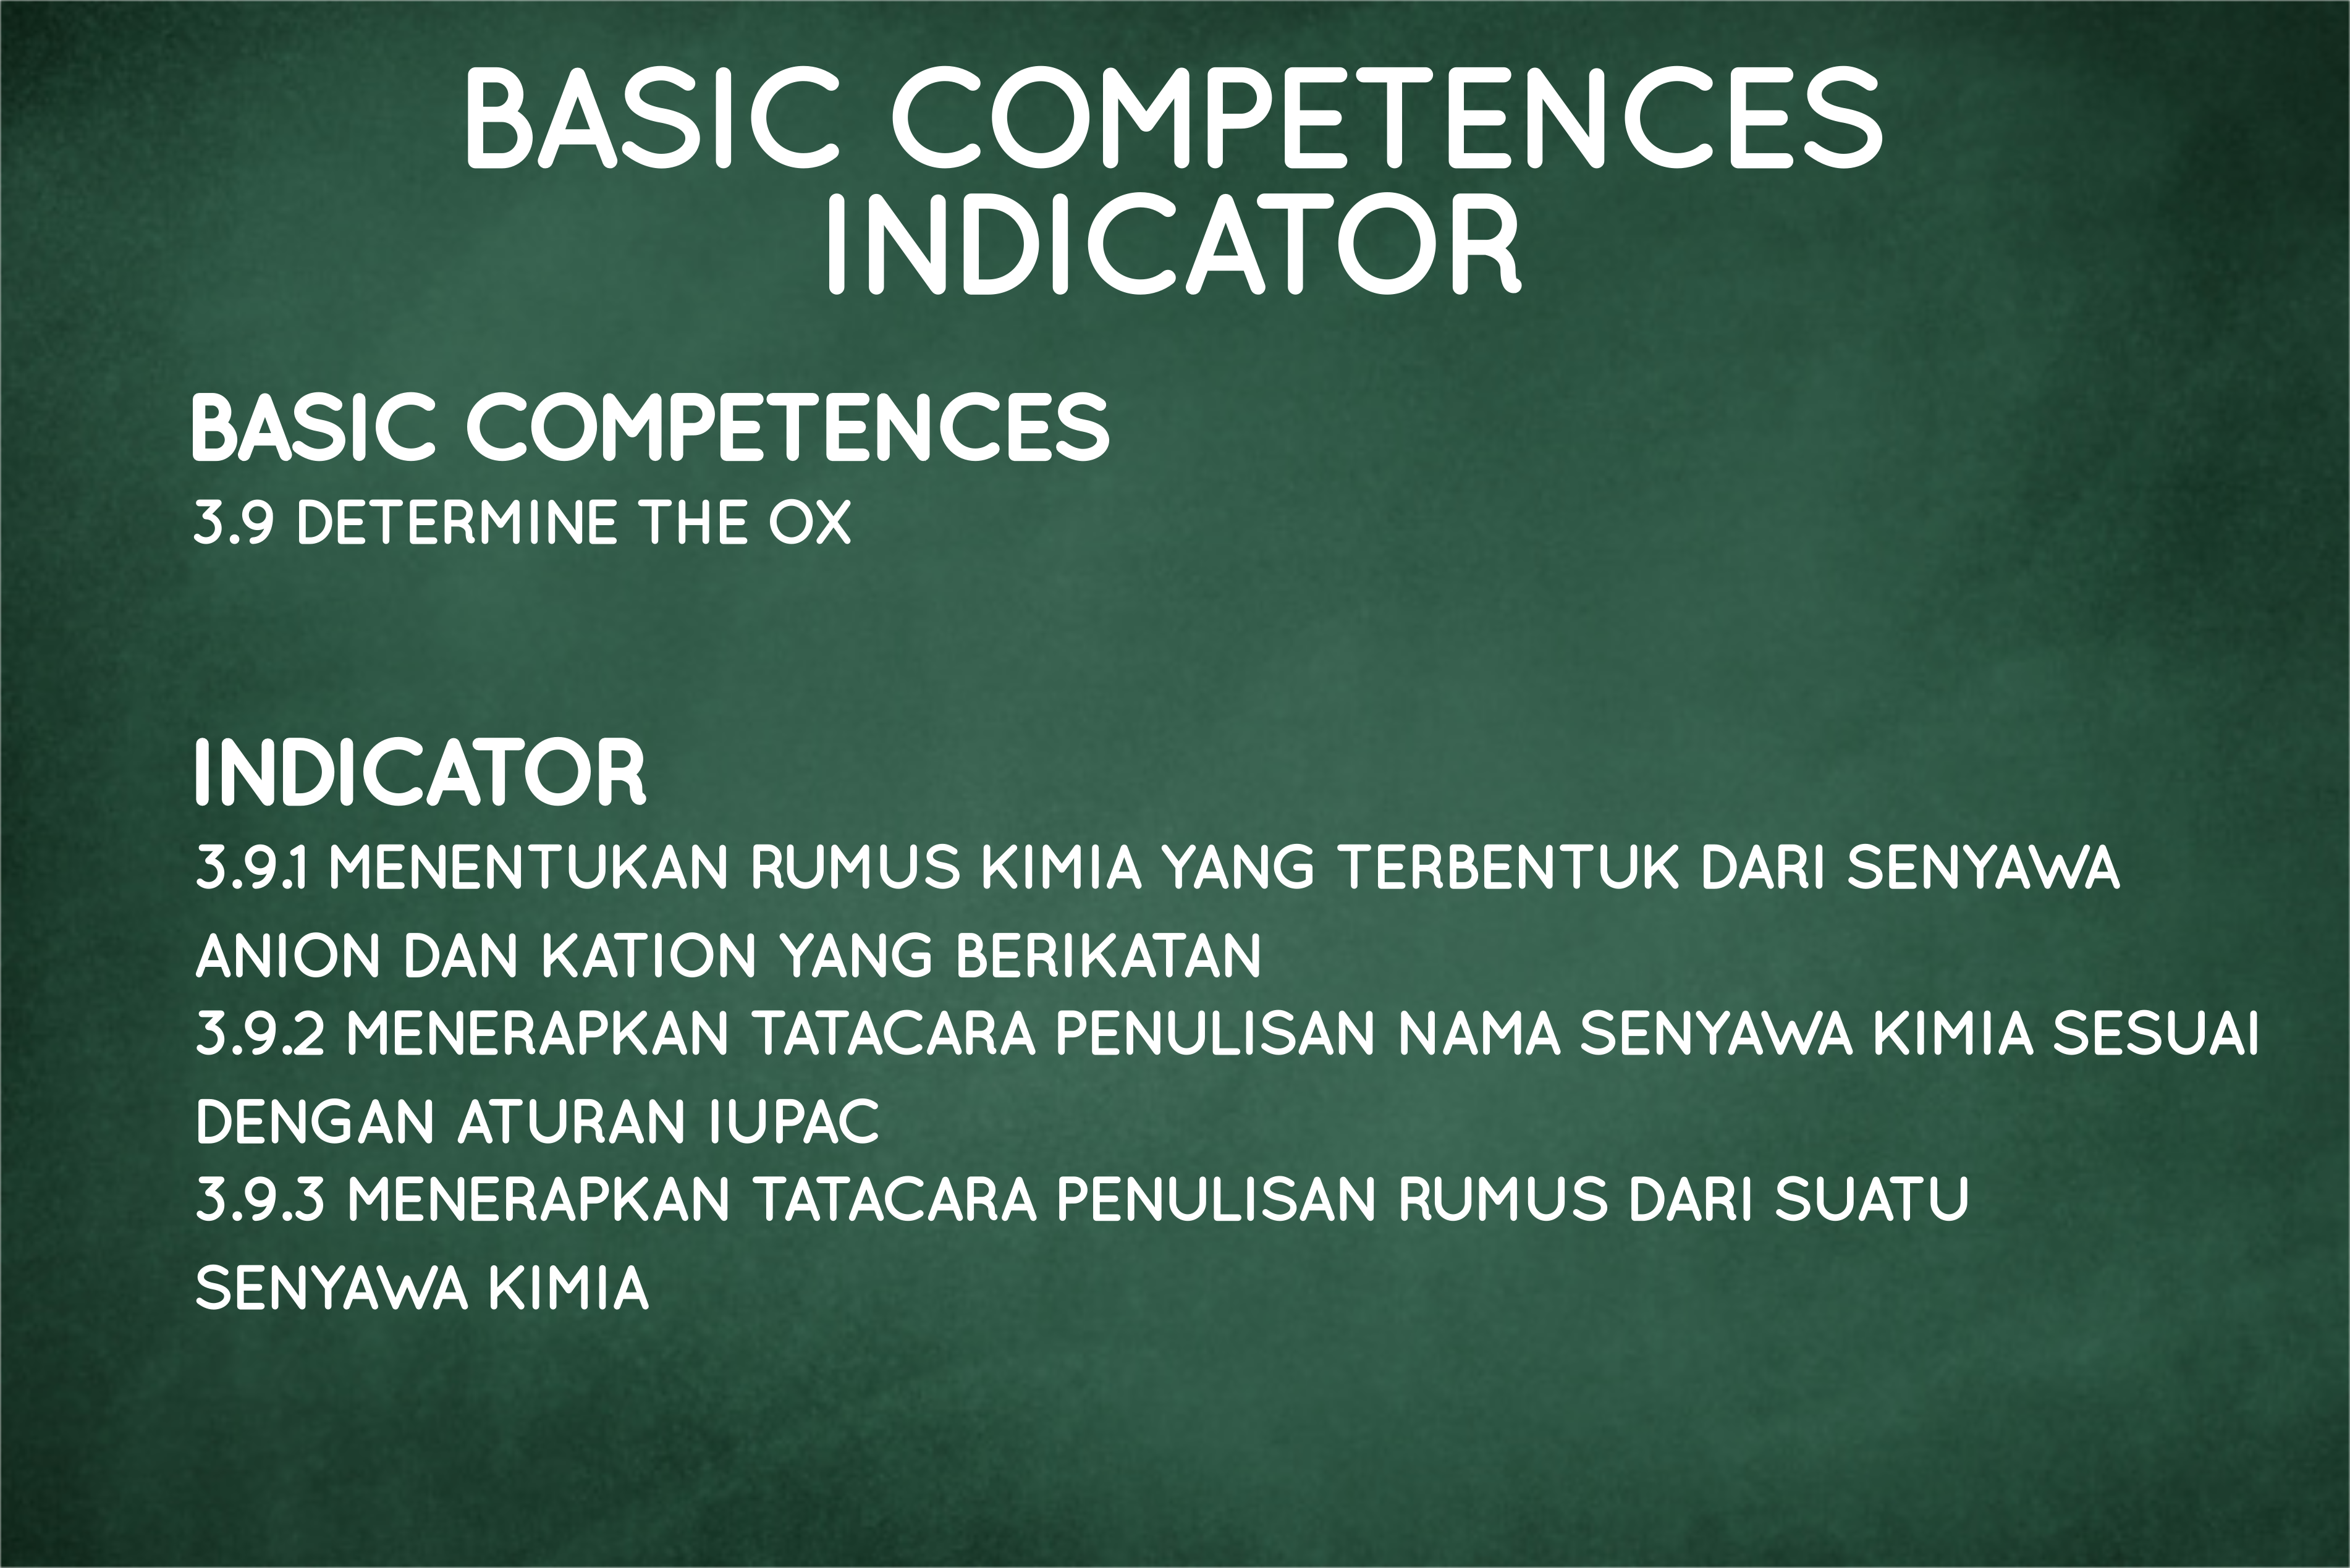 BASIC COMPETENCES
INDICATOR
BASIC COMPETENCES
3.9 DETERMINE THE OX
INDICATOR
3.9.1 MENENTUKAN RUMUS KIMIA YANG TERBENTUK DARI SENYAWA
ANION DAN KATION YANG BERIKATAN
3.9.2 MENERAPKAN TATACARA PENULISAN NAMA SENYAWA KIMIA SESUAI
DENGAN ATURAN IUPAC
3.9.3 MENERAPKAN TATACARA PENULISAN RUMUS DARI SUATU
SENYAWA KIMIA